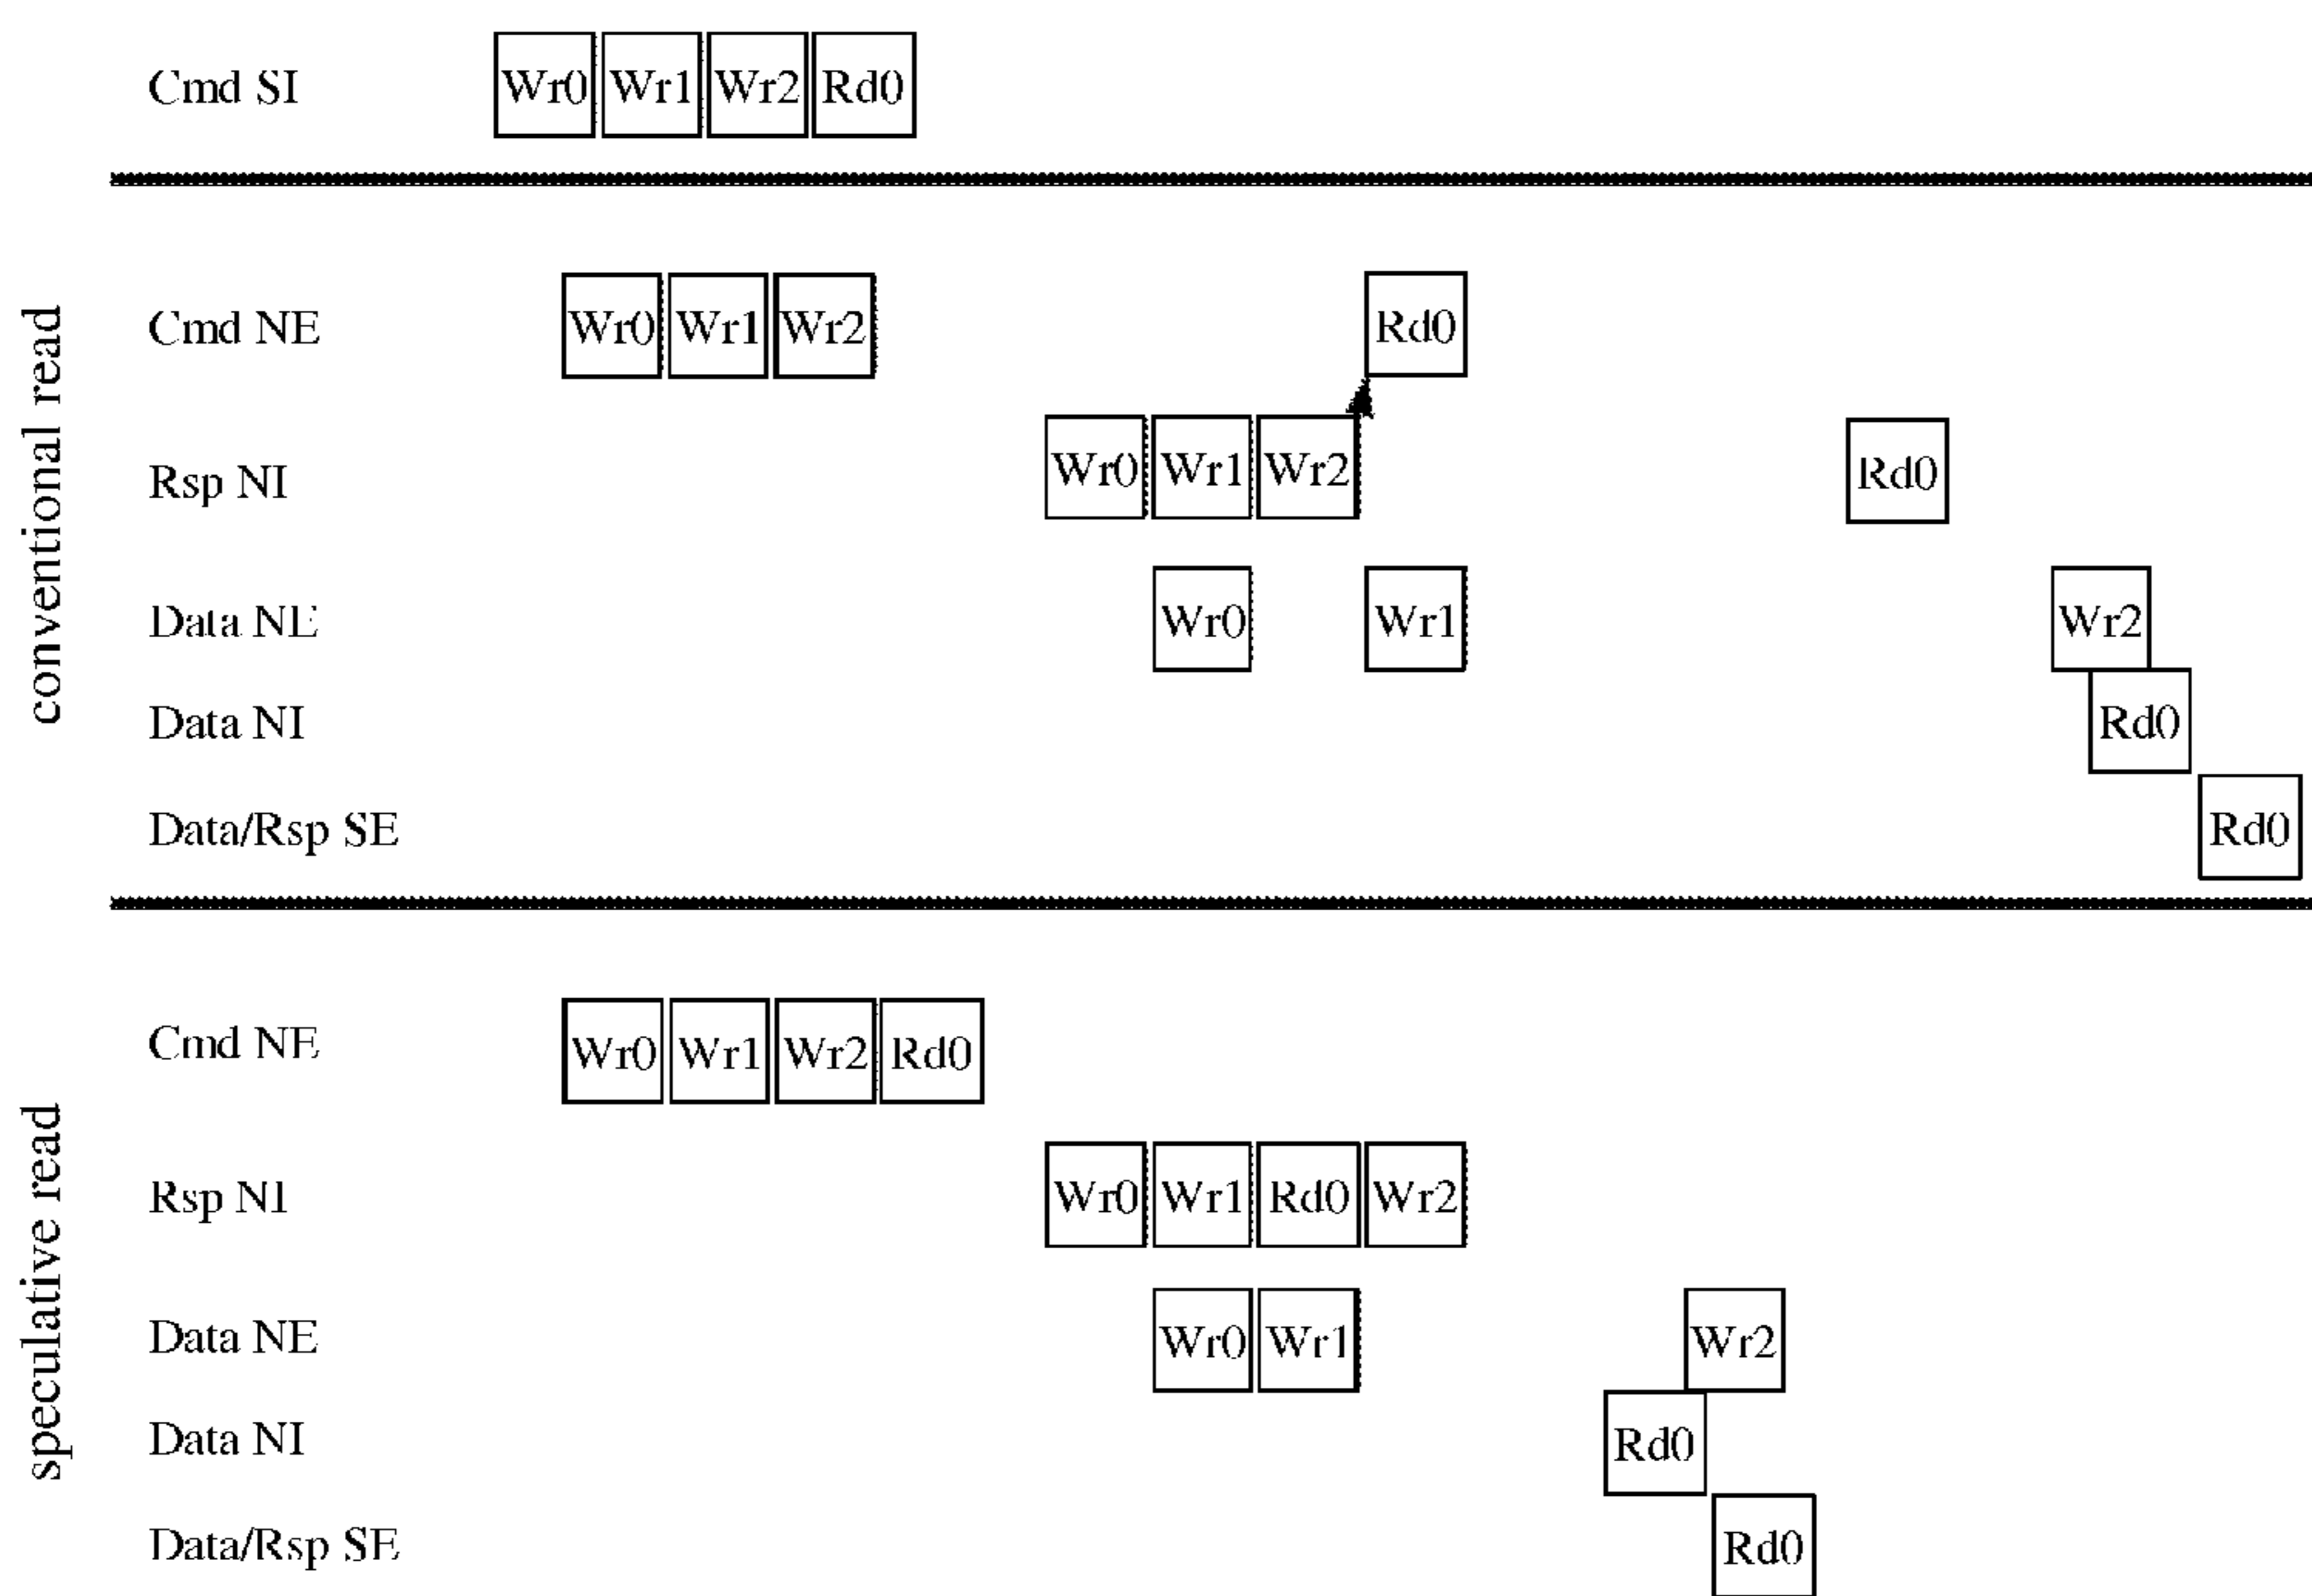 Cmd SI Wr0 Wr1 Wr2 Rd0
conventional read
Cmd NE Wr0 Wr1 Wr2 Rd0
Rsp NI Wr0 Wr1 Wr2 Rd0
Data NE Wr0 Wr1 Wr2
Data NI Rd0
Data/Rsp SE Rd0
speculative read
Cmd NE Wr0 Wr1 Wr2 Rd0
Rsp NI Wr0 Wr1 Rd0 Wr2
Data NE Wr0 Wr1 Wr2
Data NI Rd0
Data/Rsp SE Rd0